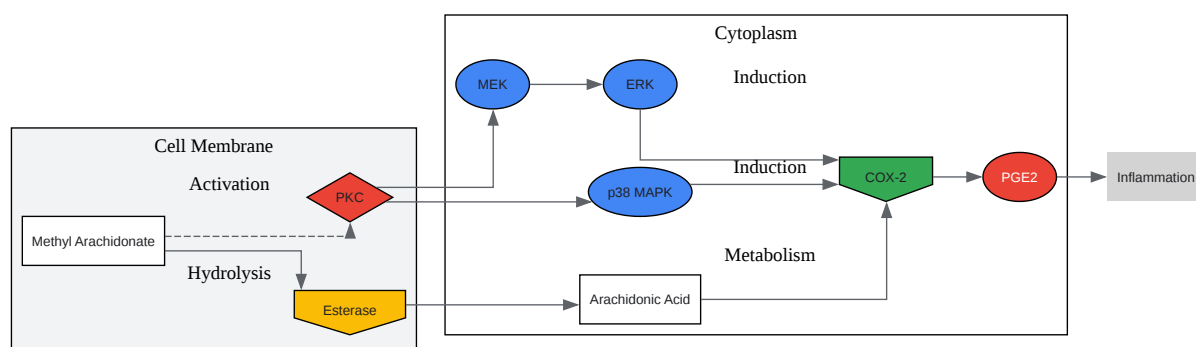 Cytoplasm
MEK
ERK
Induction
Cell Membrane
Activation
PKC
p38 MAPK
Induction
COX-2
PGE2
Inflammation
Methyl Arachidonate
Hydrolysis
Metabolism
Esterase
Arachidonic Acid